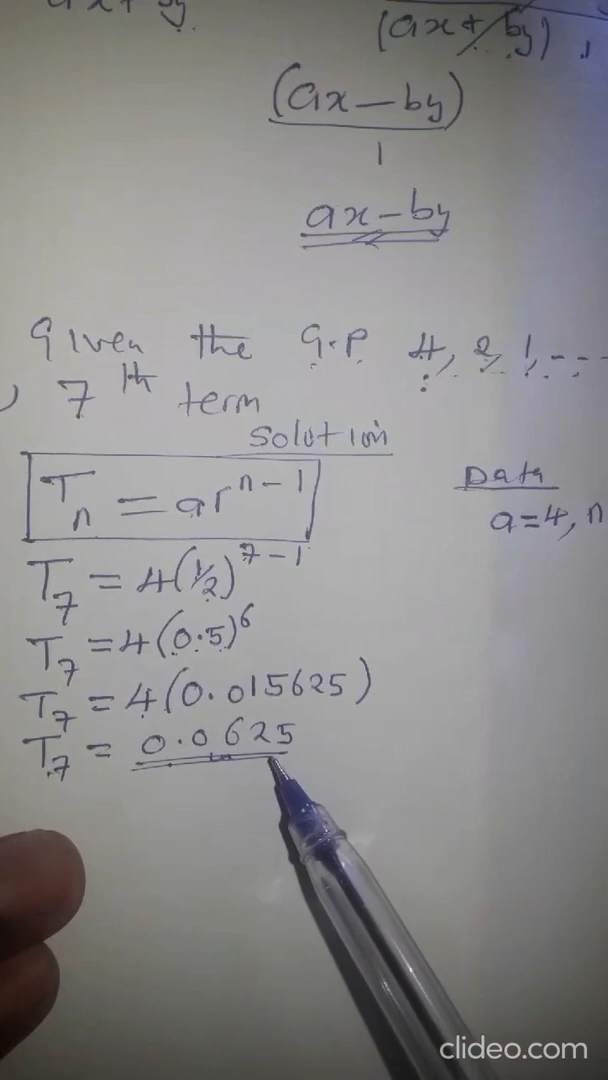 ax + by
(ax + by),
(ax - by)
1
ax - by
Given the G.P 4, 2, 1, ---
, 7th term
Solution
Tn = ar^n-1
Data
a = 4, n
T7 = 4(1/2)^7-1
T7 = 4(0.5)^6
T7 = 4(0.015625)
T7 = 0.0625
clideo.com